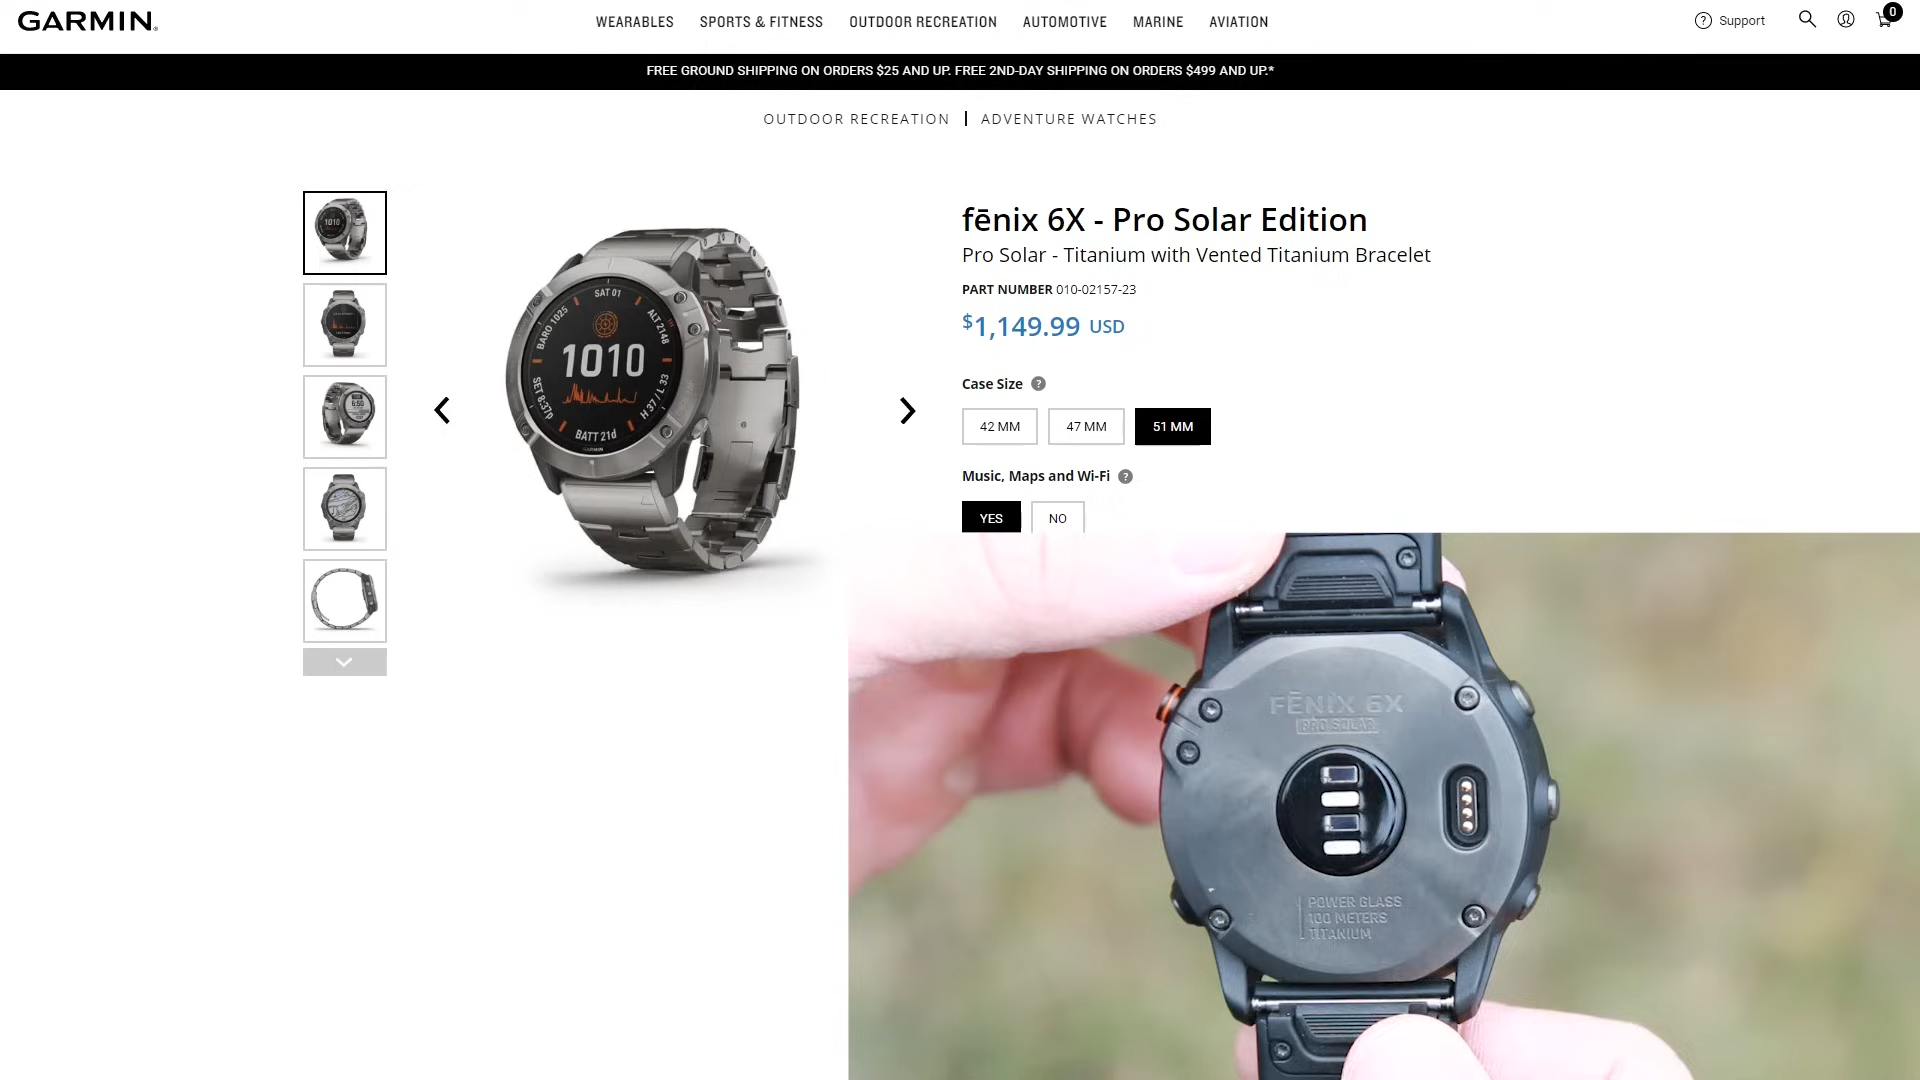 GARMIN
WEARABLES SPORTS & FITNESS OUTDOOR RECREATION AUTOMOTIVE MARINE AVIATION
? Support 0
FREE GROUND SHIPPING ON ORDERS $25 AND UP. FREE 2ND-DAY SHIPPING ON ORDERS $499 AND UP.*
OUTDOOR RECREATION | ADVENTURE WATCHES
fēnix 6X - Pro Solar Edition
Pro Solar - Titanium with Vented Titanium Bracelet
PART NUMBER 010-02157-23
$1,149.99 USD
Case Size ?
42 MM 47 MM 51 MM
Music, Maps and Wi-Fi ?
YES NO
SAT 01
BARO 1025
ALT 2148
1010
SET 8:37p
H 37 / L 33
BATT 21d
GARMIN
1010
6:50
FĒNIX 6X
PRO SOLAR
POWER GLASS
100 METERS
TITANIUM